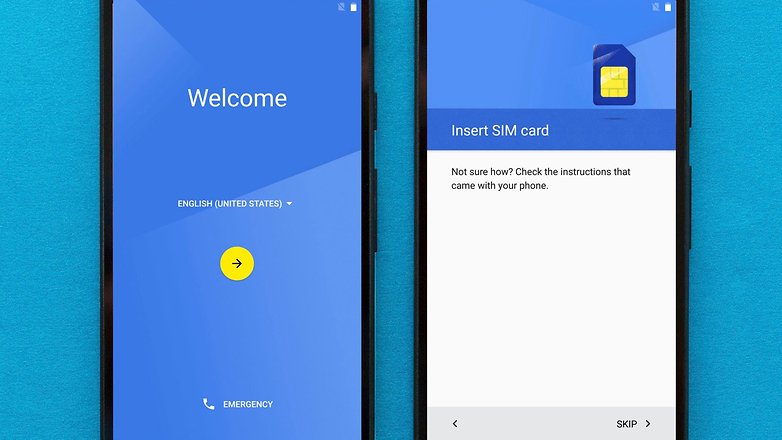 Welcome
ENGLISH (UNITED STATES)
EMERGENCY
Insert SIM card
Not sure how? Check the instructions that
came with your phone.
SKIP